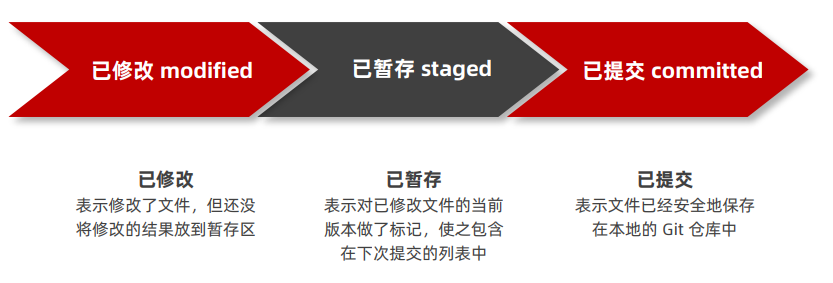 已修改 modified
已暂存 staged
已提交 committed
已修改
表示修改了文件，但还没
将修改的结果放到暂存区
已暂存
表示对已修改文件的当前
版本做了标记，使之包含
在下次提交的列表中
已提交
表示文件已经安全地保存
在本地的 Git 仓库中